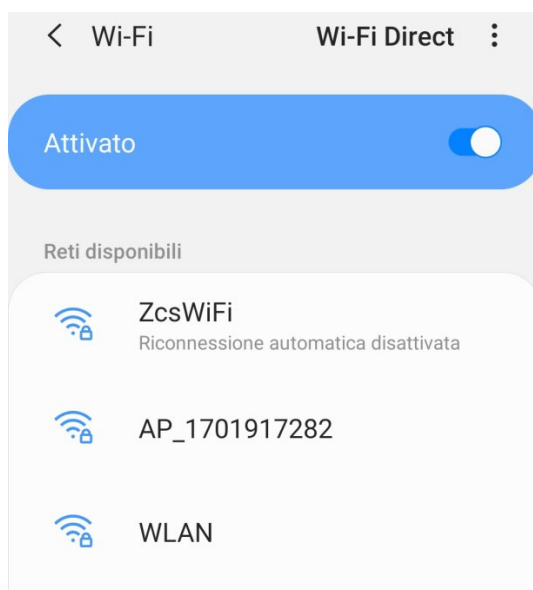 Wi-Fi Wi-Fi Direct
Attivato
Reti disponibili
ZcsWiFi
Riconnessione automatica disattivata
AP_1701917282
WLAN